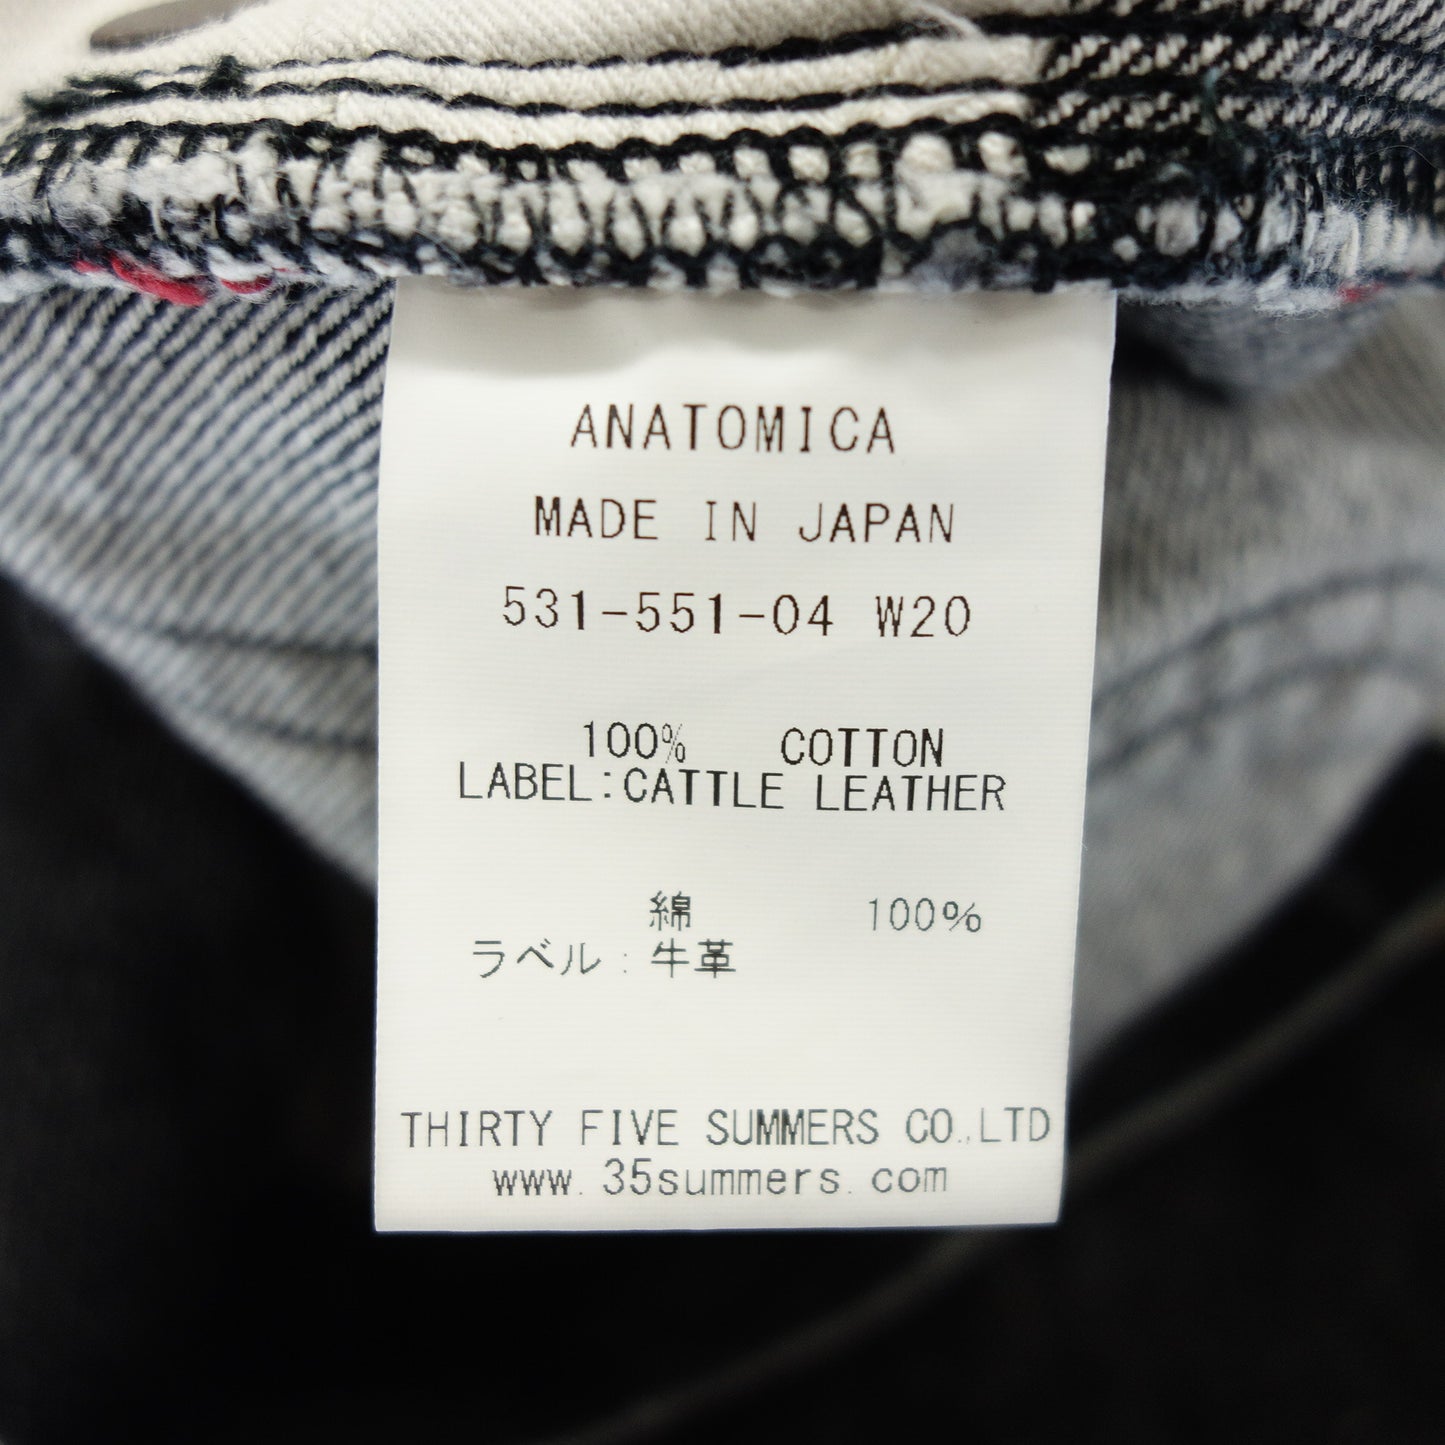 ANATOMICA
MADE IN JAPAN
531-551-04 W20
100% COTTON
LABEL:CATTLE LEATHER
綿 100%
ラベル:牛革
THIRTY FIVE SUMMERS CO.,LTD
www.35summers.com